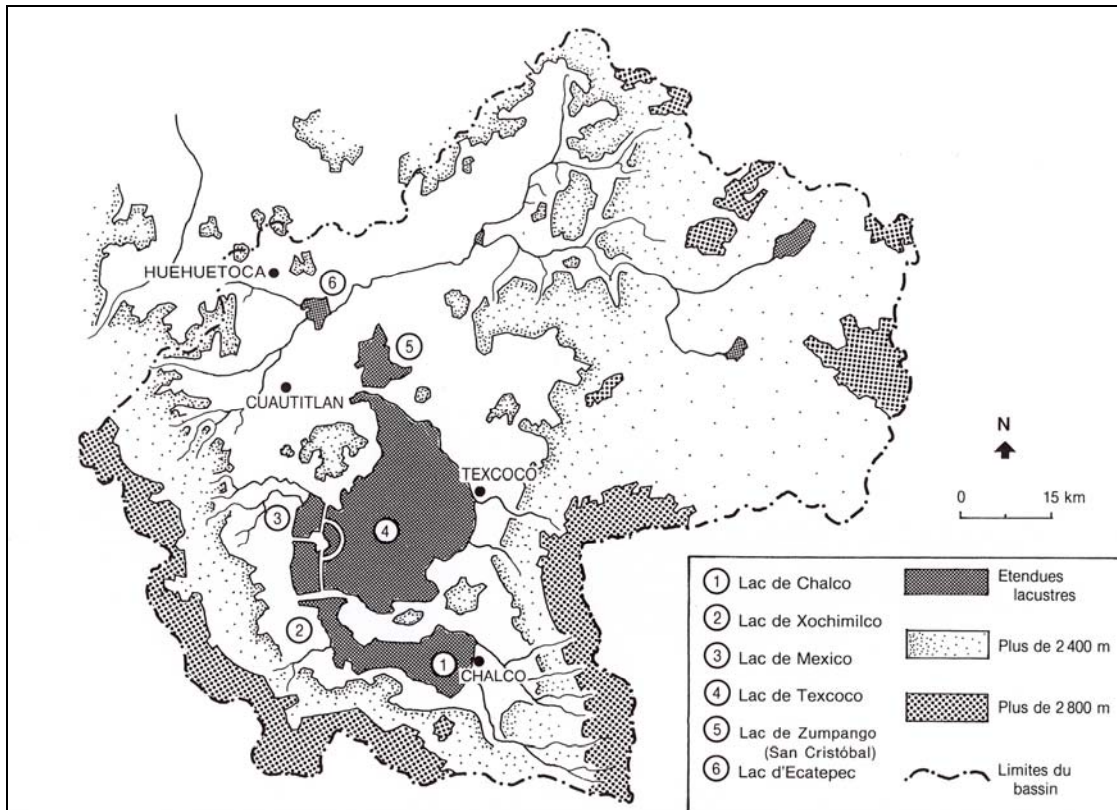 HUEHUETOCA
6
5
CUAUTITLAN
TEXCOCO
3
4
2
1
CHALCO
N
0 15 km
1 Lac de Chalco
2 Lac de Xochimilco
3 Lac de Mexico
4 Lac de Texcoco
5 Lac de Zumpango
(San Cristóbal)
6 Lac d'Ecatepec
Etendues
lacustres
Plus de 2 400 m
Plus de 2 800 m
Limites du
bassin